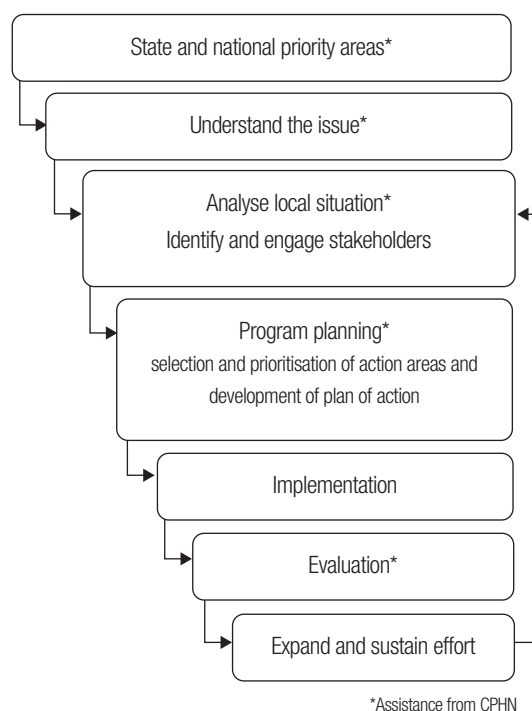 State and national priority areas*
Understand the issue*
Analyse local situation*
Identify and engage stakeholders
Program planning*
selection and prioritisation of action areas and
development of plan of action
Implementation
Evaluation*
Expand and sustain effort
*Assistance from CPHN